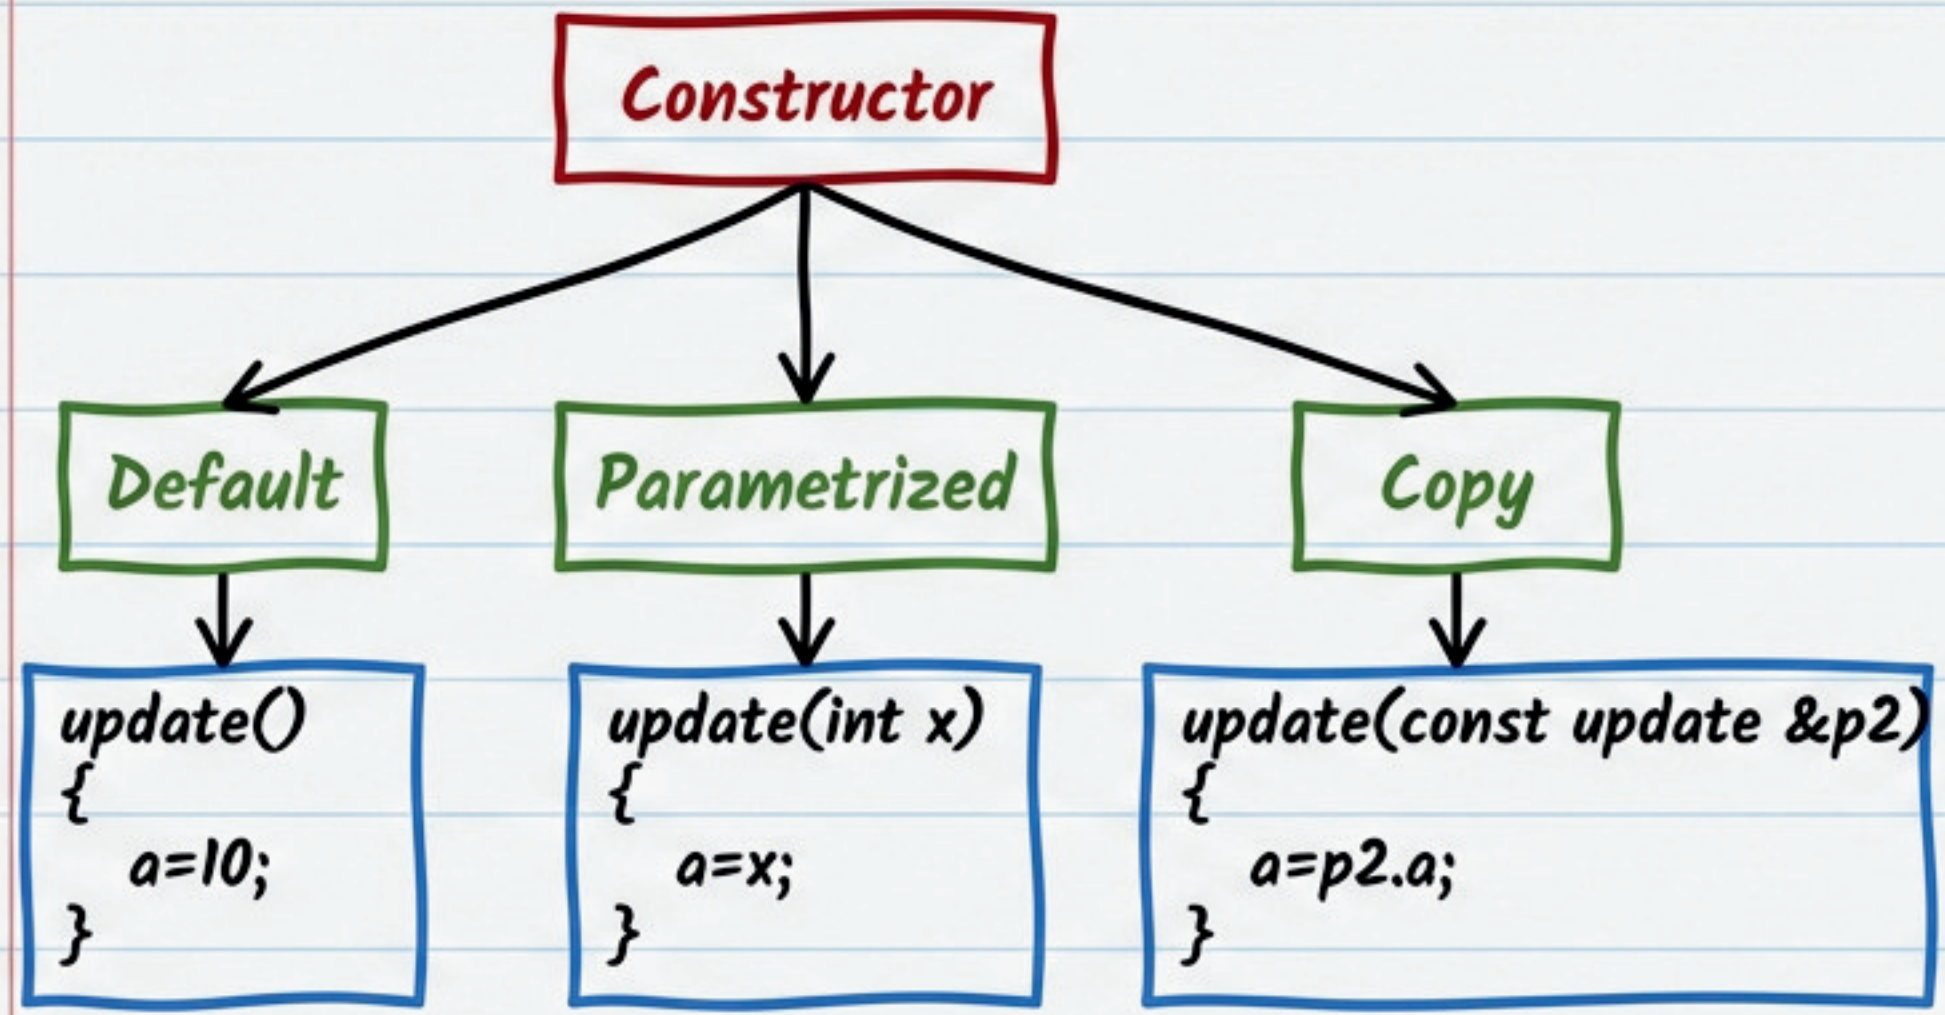 Constructor
Default
Parametrized
Copy
update()
{
a=10;
}
update(int x)
{
a=x;
}
update(const update &p2)
{
a=p2.a;
}